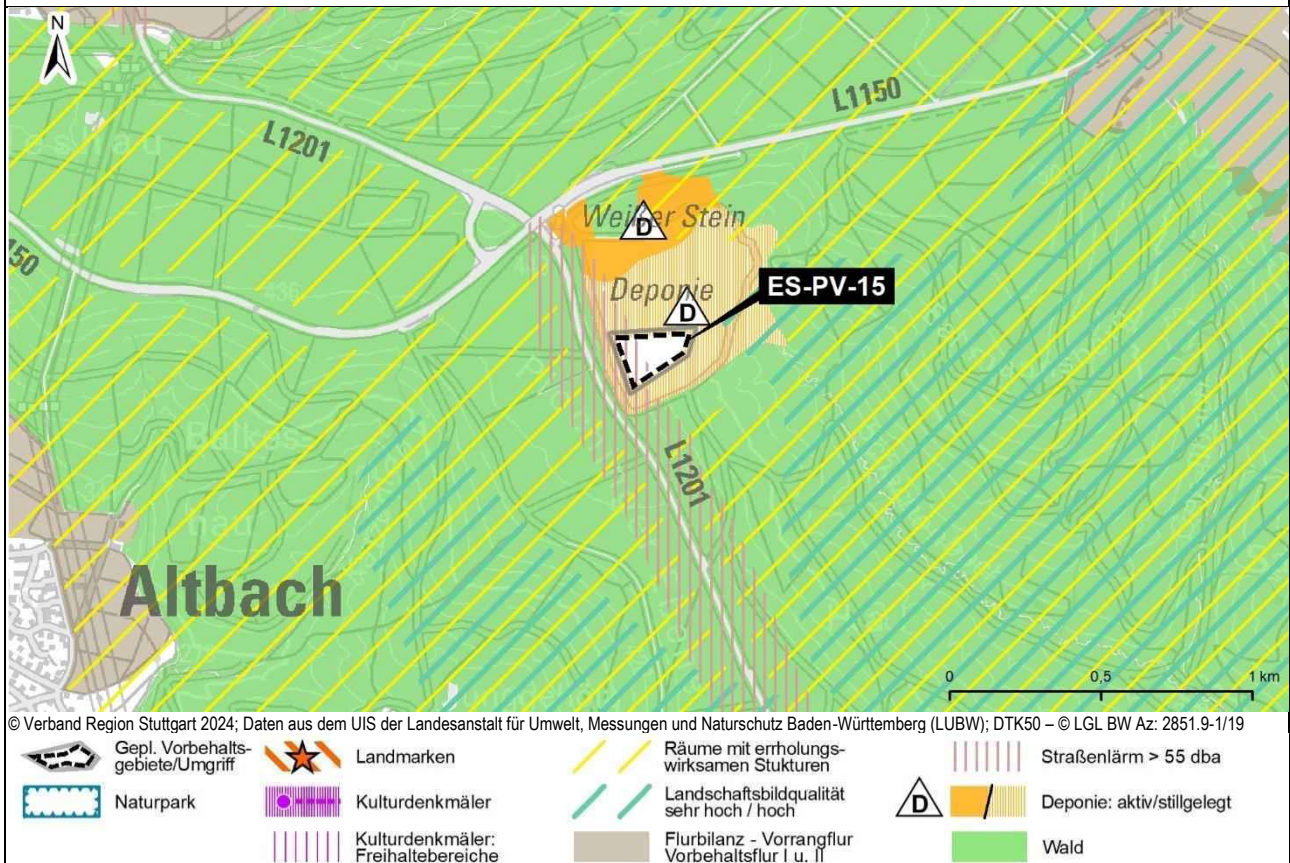 N
L1201
L1150
Weißer Stein
D
Deponie
ES-PV-15
D
L1201
Altbach
0 0,5 1 km
© Verband Region Stuttgart 2024; Daten aus dem UIS der Landesanstalt für Umwelt, Messungen und Naturschutz Baden-Württemberg (LUBW); DTK50 – © LGL BW Az: 2851.9-1/19
Gepl. Vorbehalts-
gebiete/Umgriff
Naturpark
Landmarken
Kulturdenkmäler
Kulturdenkmäler:
Freihaltebereiche
Räume mit errholungs-
wirksamen Stukturen
Landschaftsbildqualität
sehr hoch / hoch
Flurbilanz - Vorrangflur
Vorbehaltsflur I u. II
Straßenlärm > 55 dba
D
Deponie: aktiv/stillgelegt
Wald